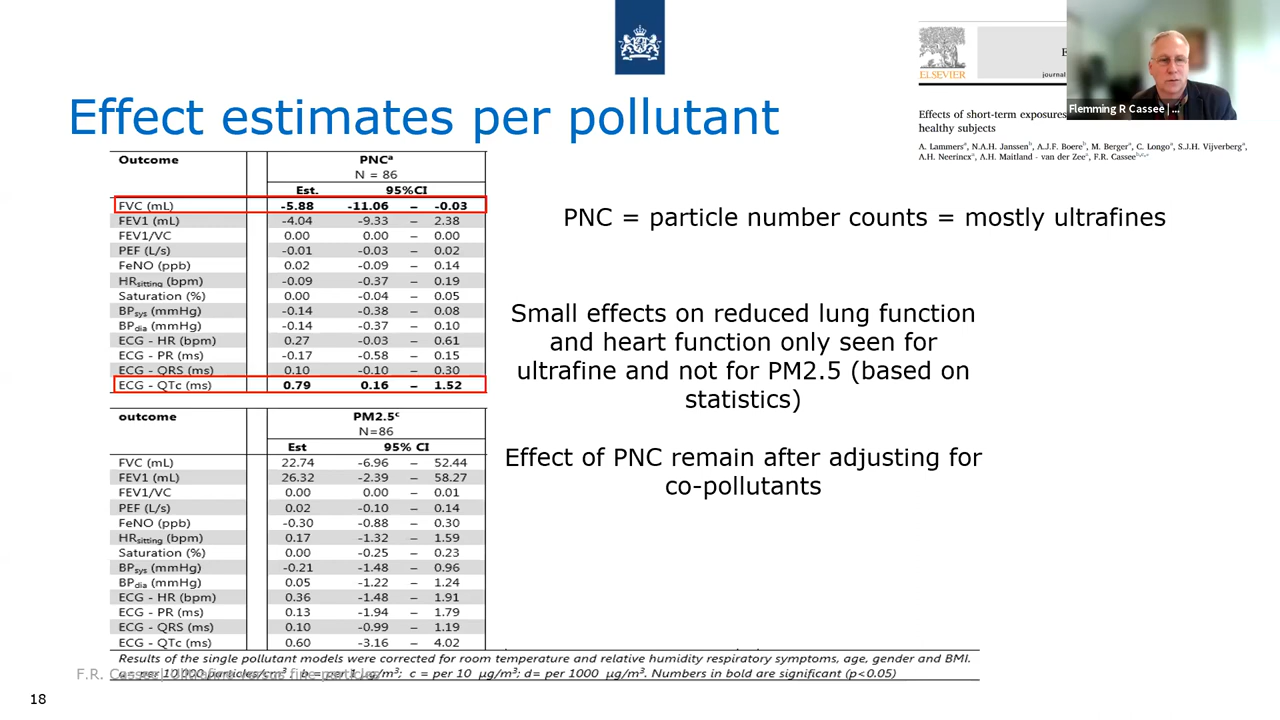 Effect estimates per pollutant
ELSEVIER
journal
Effects of short-term exposures
healthy subjects
A. Lammersᵃ, N.A.H. Janssenᵇ, A.J.F. Boereᵇ, M. Bergerᵃ, C. Longoᵃ, S.J.H. Vijverbergᵃ,
A.H. Neerincxᵃ, A.H. Maitland - van der Zeeᵃ, F.R. Casseeᵇ,ᶜ,*
Flemming R Cassee | ...
Outcome PNCᵃ
N = 86
Est. 95%CI
FVC (mL) -5.88 -11.06 – -0.03
FEV1 (mL) -4.04 -9.33 – 2.38
FEV1/VC 0.00 0.00 – 0.00
PEF (L/s) -0.01 -0.03 – 0.02
FeNO (ppb) 0.02 -0.09 – 0.14
HRsitting (bpm) -0.09 -0.37 – 0.19
Saturation (%) 0.00 -0.04 – 0.05
BPsys (mmHg) -0.14 -0.38 – 0.08
BPdia (mmHg) -0.14 -0.37 – 0.10
ECG - HR (bpm) 0.27 -0.03 – 0.61
ECG - PR (ms) -0.17 -0.58 – 0.15
ECG - QRS (ms) 0.10 -0.10 – 0.30
ECG - QTc (ms) 0.79 0.16 – 1.52
outcome PM2.5ᶜ
N=86
Est 95% CI
FVC (mL) 22.74 -6.96 – 52.44
FEV1 (mL) 26.32 -2.39 – 58.27
FEV1/VC 0.00 0.00 – 0.01
PEF (L/s) 0.02 -0.10 – 0.14
FeNO (ppb) -0.30 -0.88 – 0.30
HRsitting (bpm) 0.17 -1.32 – 1.59
Saturation (%) 0.00 -0.25 – 0.23
BPsys (mmHg) -0.21 -1.48 – 0.96
BPdia (mmHg) 0.05 -1.22 – 1.24
ECG - HR (bpm) 0.36 -1.48 – 1.91
ECG - PR (ms) 0.13 -1.94 – 1.79
ECG - QRS (ms) 0.10 -0.99 – 1.19
ECG - QTc (ms) 0.60 -3.16 – 4.02
Results of the single pollutant models were corrected for room temperature and relative humidity respiratory symptoms, age, gender and BMI.
c = per 10 µg/m³; d= per 1000 µg/m³. Numbers in bold are significant (p<0.05)
PNC = particle number counts = mostly ultrafines
Small effects on reduced lung function
and heart function only seen for
ultrafine and not for PM2.5 (based on
statistics)
Effect of PNC remain after adjusting for
co-pollutants
18